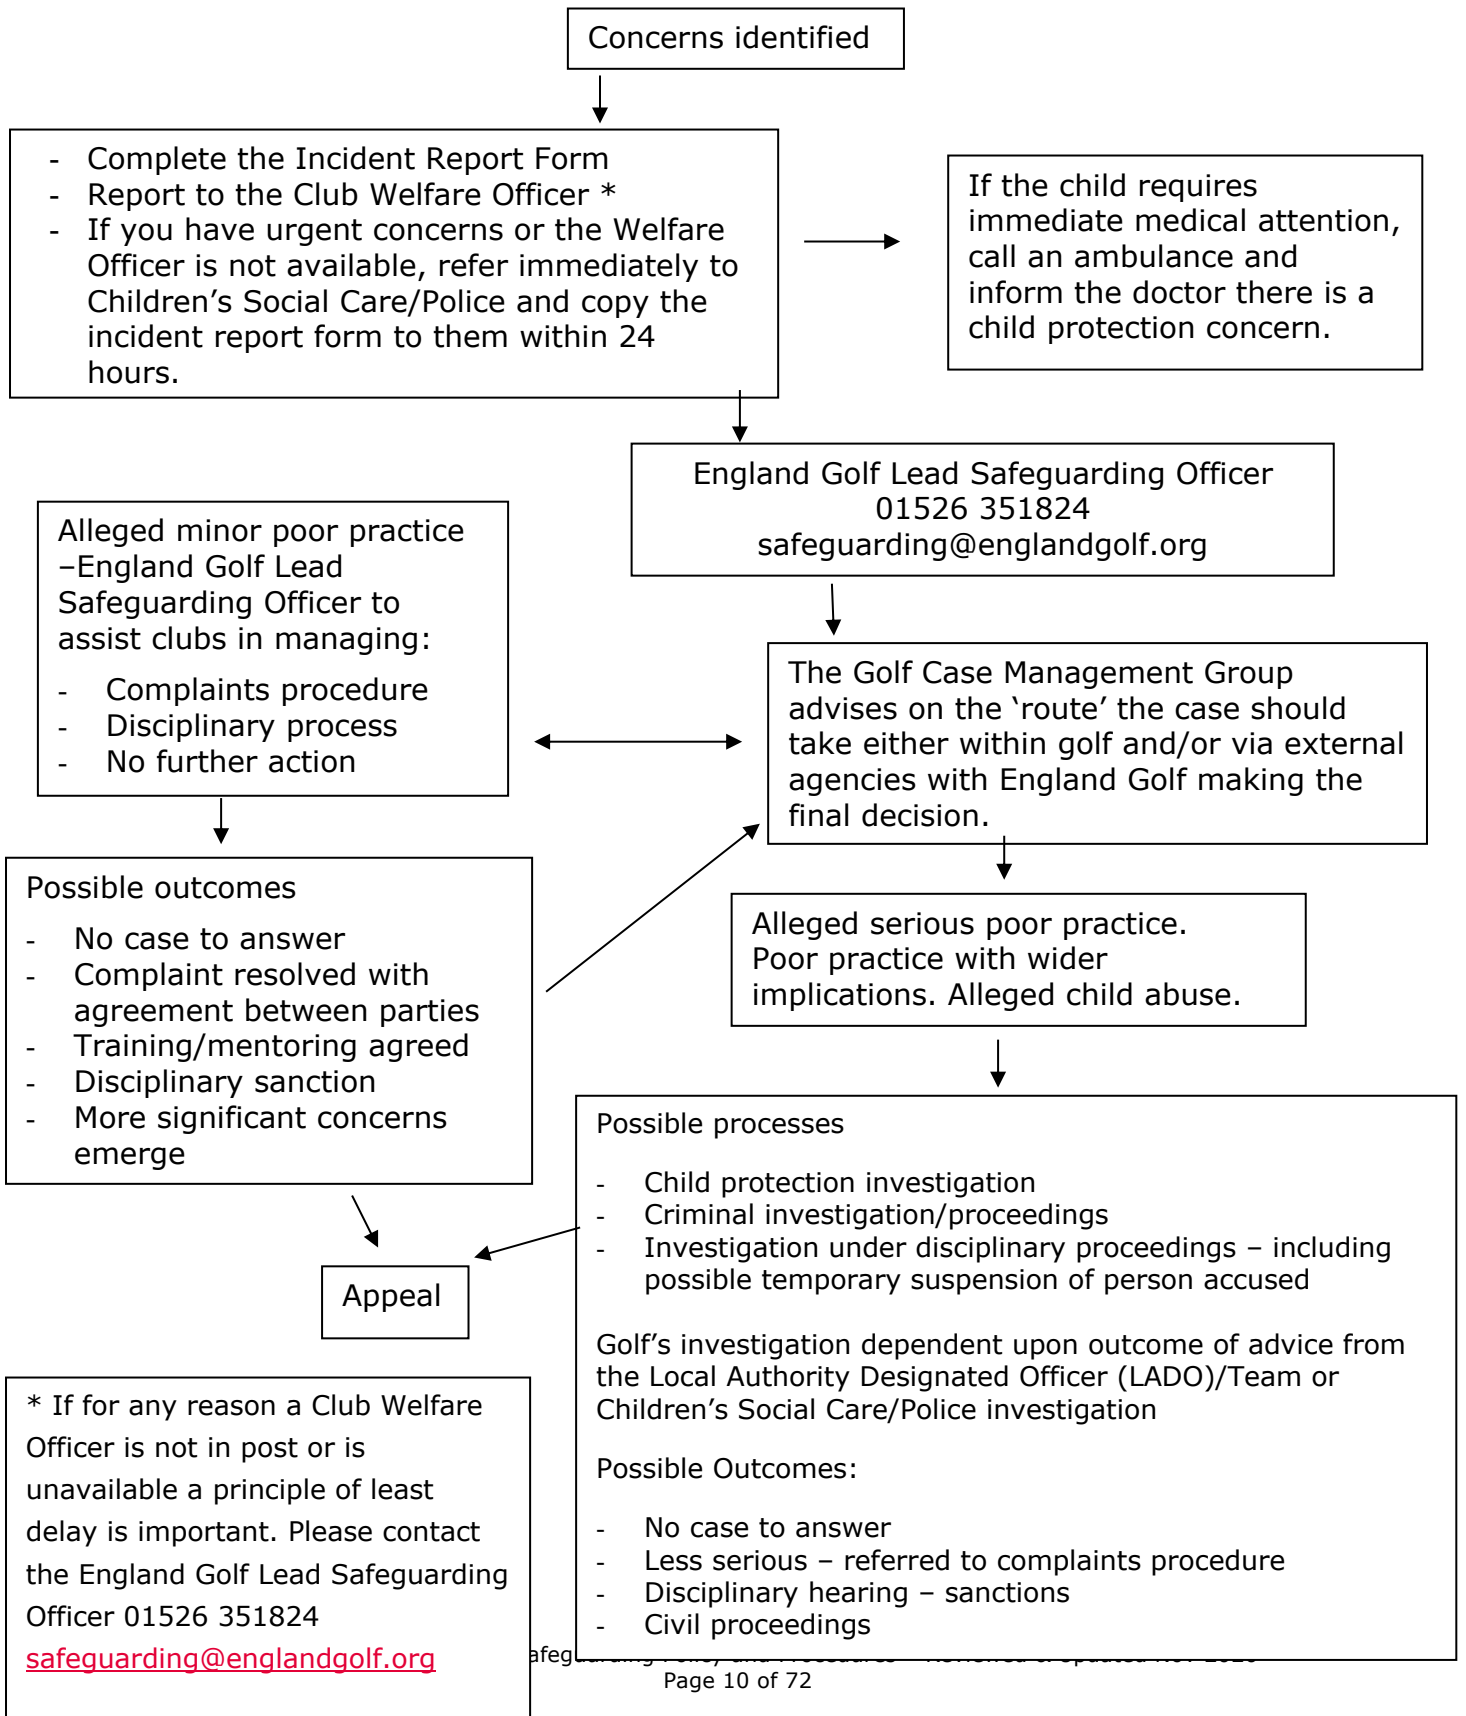 Concerns identified
- Complete the Incident Report Form
- Report to the Club Welfare Officer *
- If you have urgent concerns or the Welfare
Officer is not available, refer immediately to
Children’s Social Care/Police and copy the
incident report form to them within 24
hours.
If the child requires
immediate medical attention,
call an ambulance and
inform the doctor there is a
child protection concern.
England Golf Lead Safeguarding Officer
01526 351824
safeguarding@englandgolf.org
Alleged minor poor practice
–England Golf Lead
Safeguarding Officer to
assist clubs in managing:
- Complaints procedure
- Disciplinary process
- No further action
The Golf Case Management Group
advises on the ‘route’ the case should
take either within golf and/or via external
agencies with England Golf making the
final decision.
Possible outcomes
- No case to answer
- Complaint resolved with
agreement between parties
- Training/mentoring agreed
- Disciplinary sanction
- More significant concerns
emerge
Alleged serious poor practice.
Poor practice with wider
implications. Alleged child abuse.
Possible processes
- Child protection investigation
- Criminal investigation/proceedings
- Investigation under disciplinary proceedings – including
possible temporary suspension of person accused
Golf’s investigation dependent upon outcome of advice from
the Local Authority Designated Officer (LADO)/Team or
Children’s Social Care/Police investigation
Possible Outcomes:
- No case to answer
- Less serious – referred to complaints procedure
- Disciplinary hearing – sanctions
- Civil proceedings
Appeal
* If for any reason a Club Welfare
Officer is not in post or is
unavailable a principle of least
delay is important. Please contact
the England Golf Lead Safeguarding
Officer 01526 351824
safeguarding@englandgolf.org
Page 10 of 72